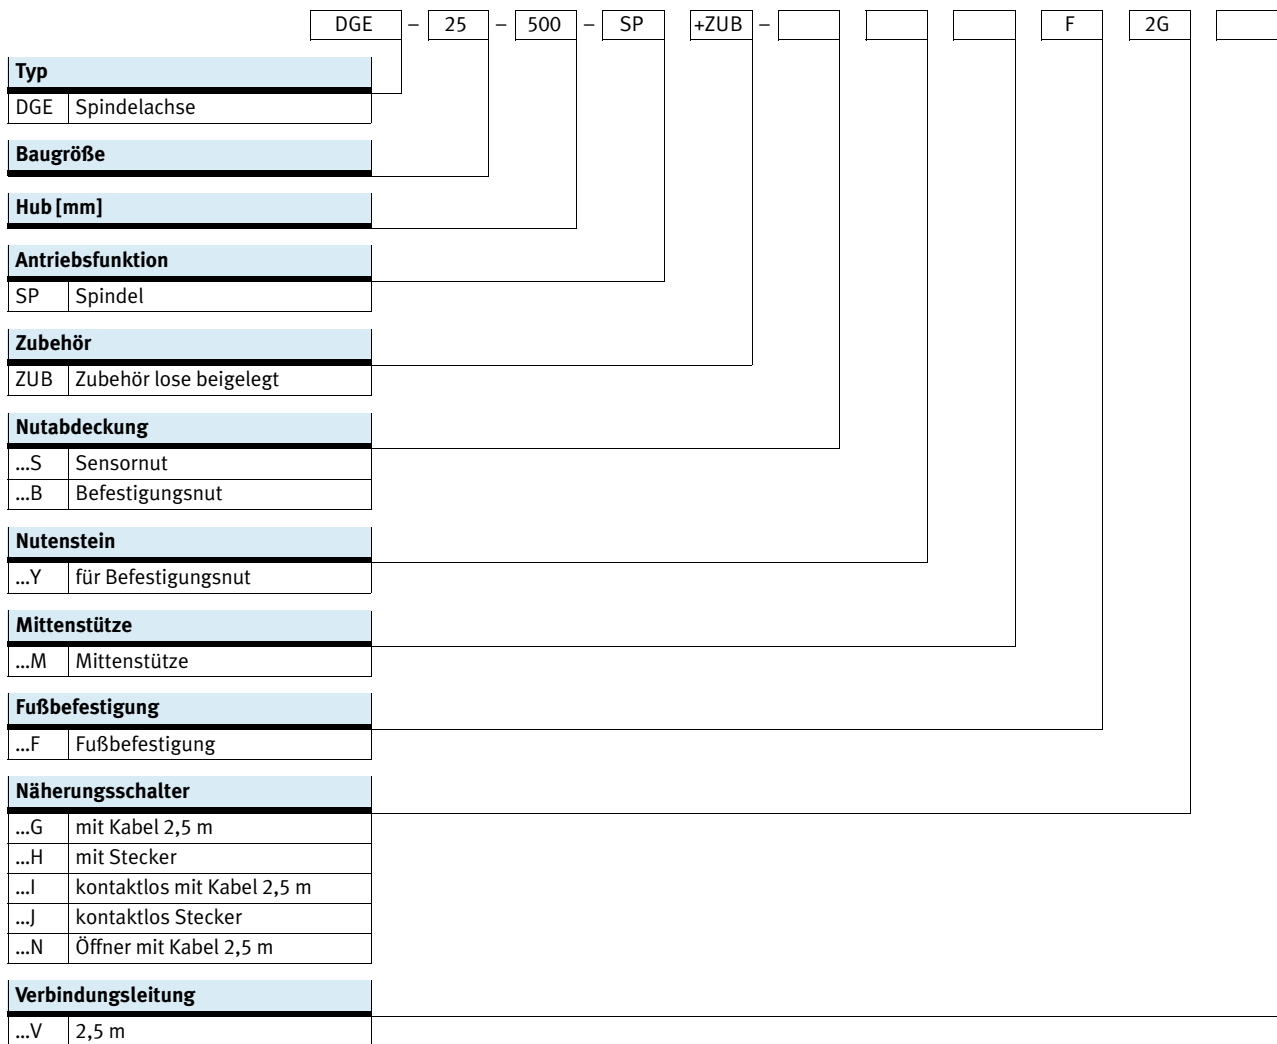 DGE – 25 – 500 – SP +ZUB – F 2G
Typ
DGE Spindelachse
Baugröße
Hub [mm]
Antriebsfunktion
SP Spindel
Zubehör
ZUB Zubehör lose beigelegt
Nutabdeckung
...S Sensornut
...B Befestigungsnut
Nutenstein
...Y für Befestigungsnut
Mittenstütze
...M Mittenstütze
Fußbefestigung
...F Fußbefestigung
Näherungsschalter
...G mit Kabel 2,5 m
...H mit Stecker
...I kontaktlos mit Kabel 2,5 m
...J kontaktlos Stecker
...N Öffner mit Kabel 2,5 m
Verbindungsleitung
...V 2,5 m